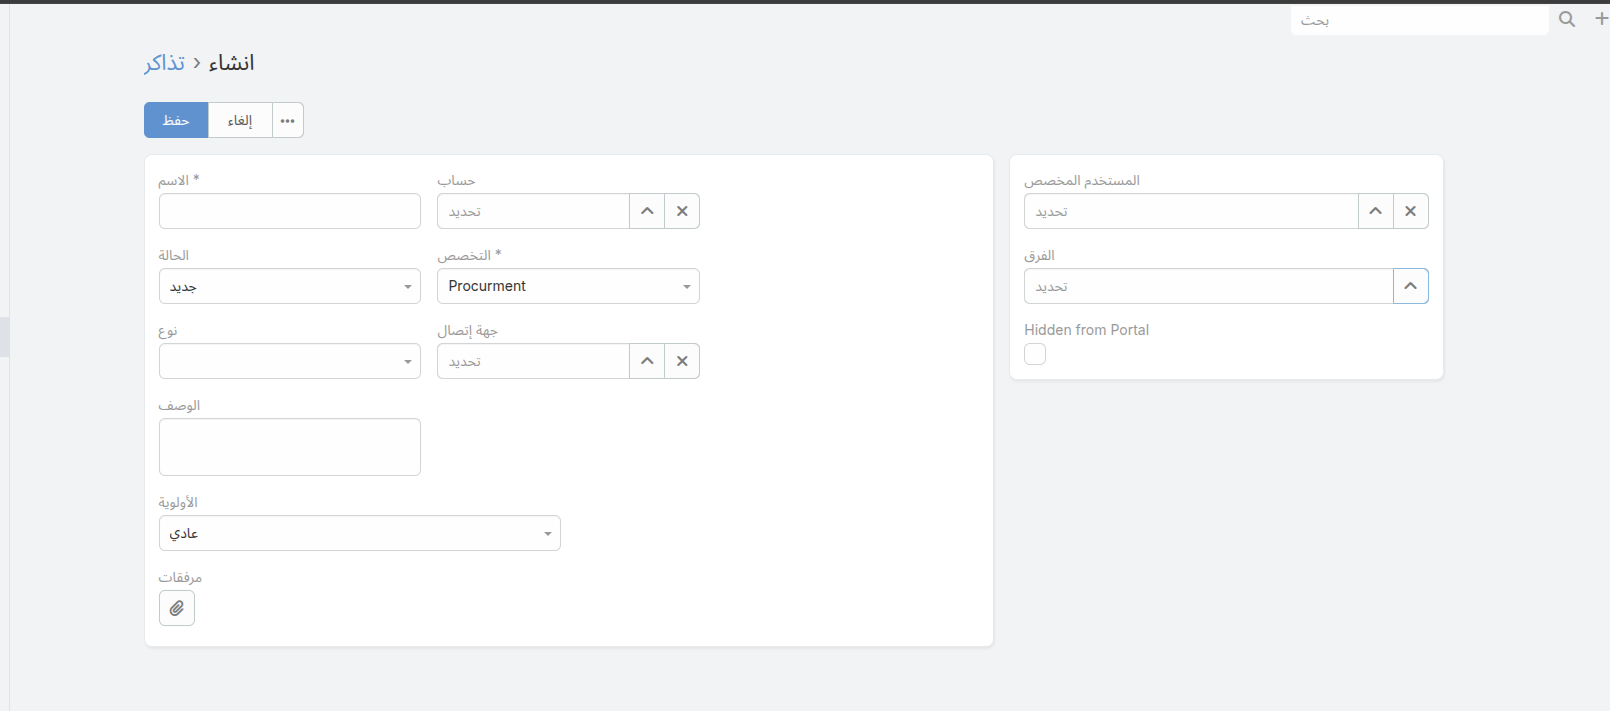 بحث
تذاكر › انشاء
حفظ
إلغاء
الاسم *
حساب
تحديد
الحالة
جديد
التخصص *
Procurment
نوع
جهة إتصال
تحديد
الوصف
الأولوية
عادي
مرفقات
المستخدم المخصص
تحديد
الفرق
تحديد
Hidden from Portal